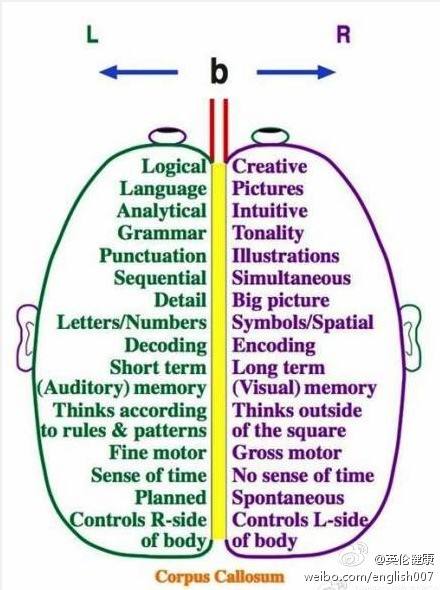 L R
b
Logical Creative
Language Pictures
Analytical Intuitive
Grammar Tonality
Punctuation Illustrations
Sequential Simultaneous
Detail Big picture
Letters/Numbers Symbols/Spatial
Decoding Encoding
Short term Long term
(Auditory) memory (Visual) memory
Thinks according Thinks outside
to rules & patterns of the square
Fine motor Gross motor
Sense of time No sense of time
Planned Spontaneous
Controls R-side Controls L-side
of body of body
Corpus Callosum
@英伦健康
weibo.com/english007